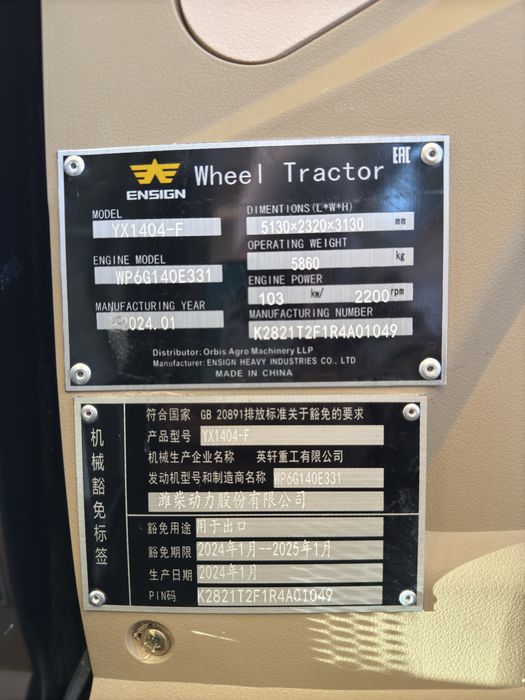 EAC
ENSIGN
Wheel Tractor
MODEL
YX1404-F
ENGINE MODEL
WP6G140E331
MANUFACTURING YEAR
2024.01
DIMENTIONS(L*W*H)
5130×2320×3130 mm
OPERATING WEIGHT
5860 kg
ENGINE POWER
103 kw/ 2200 rpm
MANUFACTURING NUMBER
K2821T2F1R4A01049
Distributor: Orbis Agro Machinery LLP
Manufacturer: ENSIGN HEAVY INDUSTRIES CO., LTD
MADE IN CHINA
机械豁免标签
符合国家 GB 20891排放标准关于豁免的要求
产品型号 YX1404-F
机械生产企业名称 英轩重工有限公司
发动机型号和制造商名称 WP6G140E331
潍柴动力股份有限公司
豁免用途 用于出口
豁免期限 2024年1月--2025年1月
生产日期 2024年1月
PIN码 K2821T2F1R4A01049